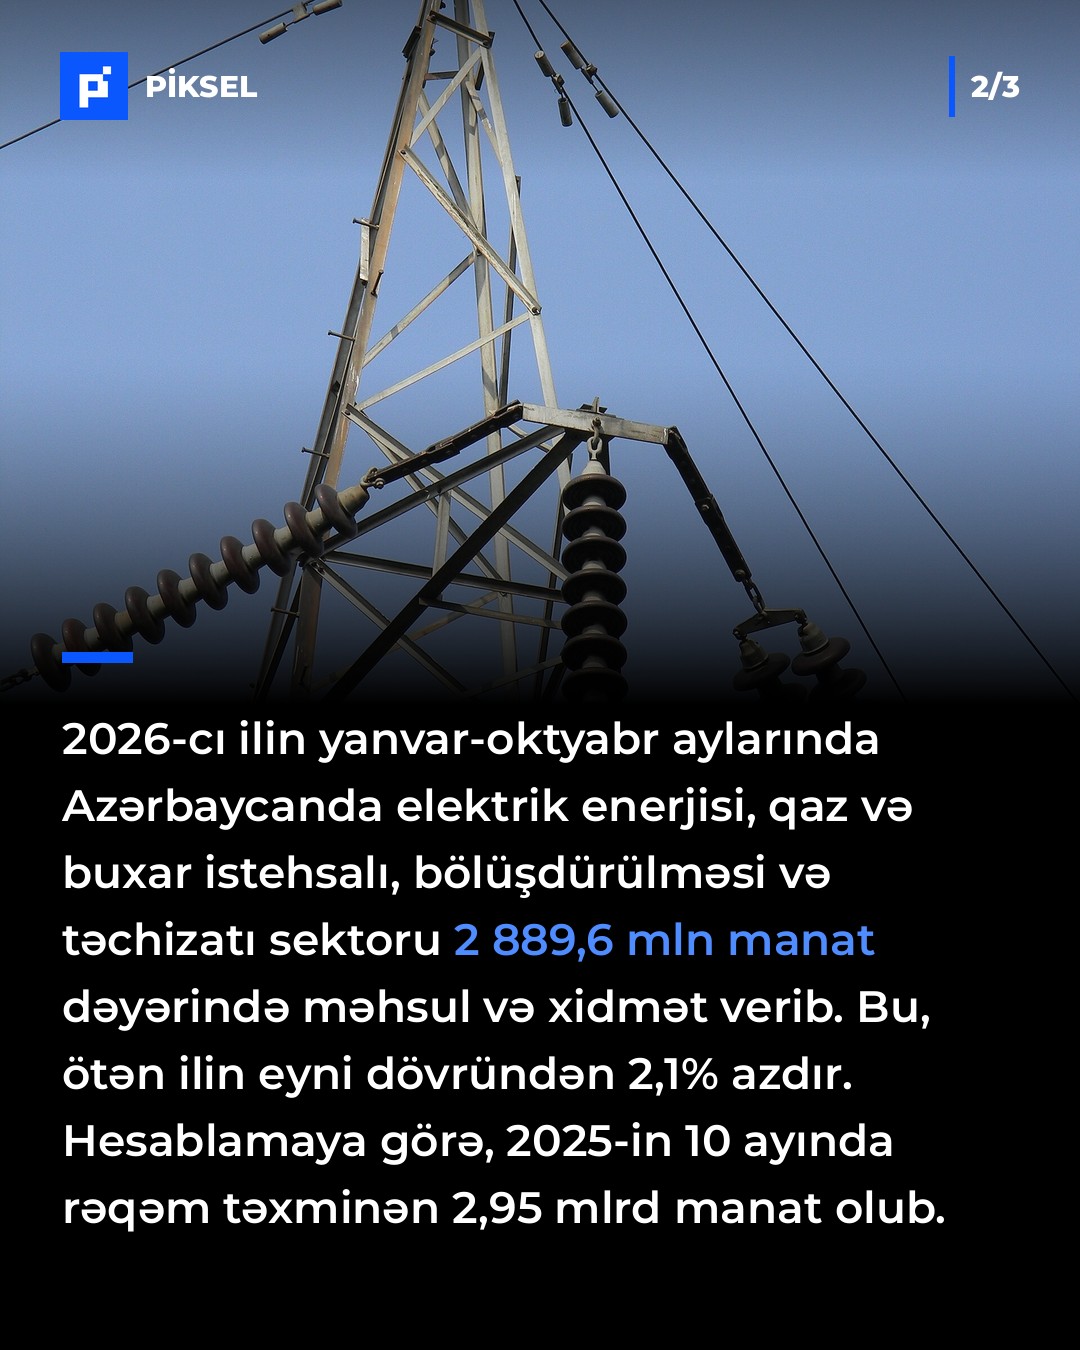 PİKSEL
2/3
2026-cı ilin yanvar-oktyabr aylarında
Azərbaycanda elektrik enerjisi, qaz və
buxar istehsalı, bölüşdürülməsi və
təchizatı sektoru 2 889,6 mln manat
dəyərində məhsul və xidmət verib. Bu,
ötən ilin eyni dövründən 2,1% azdır.
Hesablamaya görə, 2025-in 10 ayında
rəqəm təxminən 2,95 mlrd manat olub.